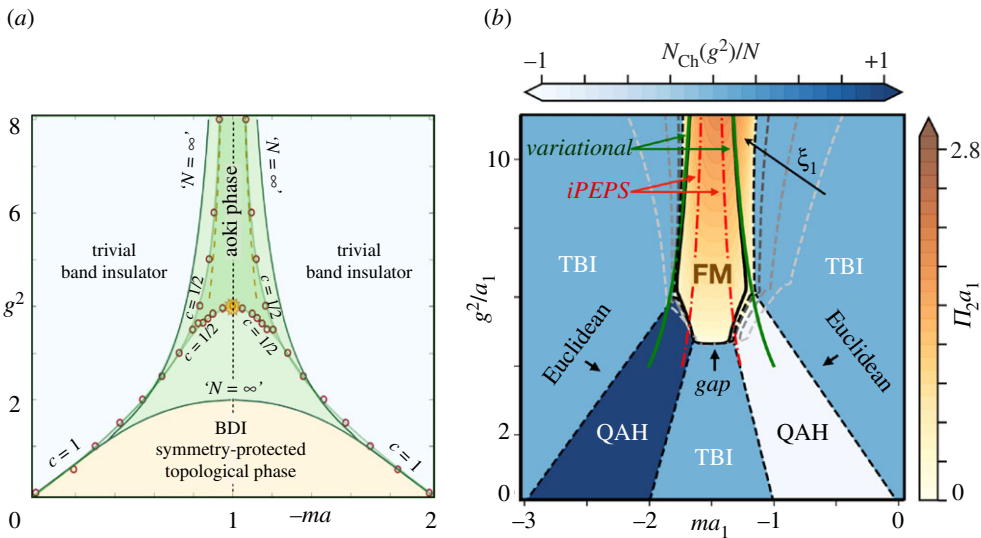 (a)
8
6
g²
2
0
1
–ma
2
'N = ∞'
'N = ∞'
aoki phase
trivial
band insulator
trivial
band insulator
c = 1/2
c = 1/2
c = 1/2
c = 1/2
'N = ∞'
BDI
symmetry-protected
topological phase
c = 1
c = 1
(b)
N_Ch(g²)/N
–1
+1
10
g²/a₁
2
0
–3
–2
ma₁
–1
0
variational
iPEPS
ξ₁
TBI
FM
TBI
Euclidean
Euclidean
gap
QAH
TBI
QAH
2.8
Π₂a₁
0